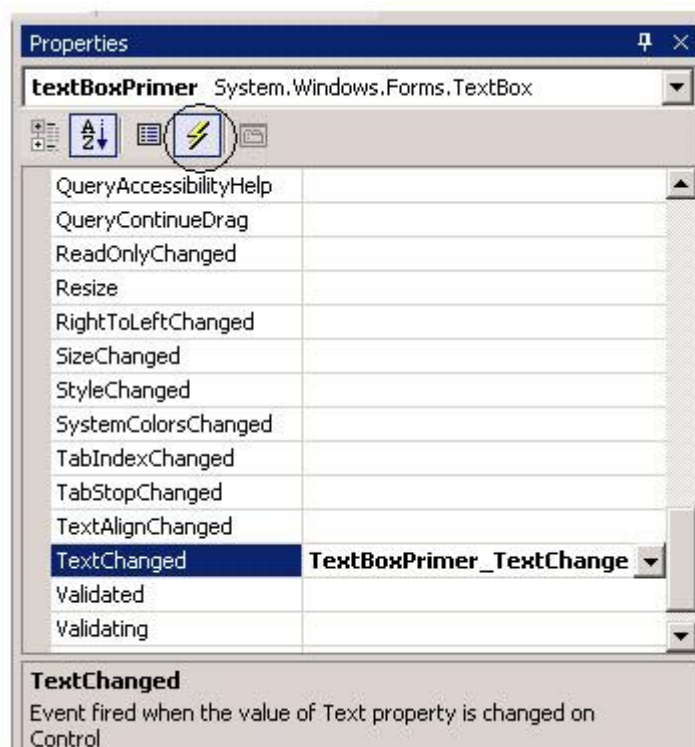 Properties
textBoxPrimer System.Windows.Forms.TextBox
QueryAccessibilityHelp
QueryContinueDrag
ReadOnlyChanged
Resize
RightToLeftChanged
SizeChanged
StyleChanged
SystemColorsChanged
TabIndexChanged
TabStopChanged
TextAlignChanged
TextChanged TextBoxPrimer_TextChange
Validated
Validating
TextChanged
Event fired when the value of Text property is changed on
Control